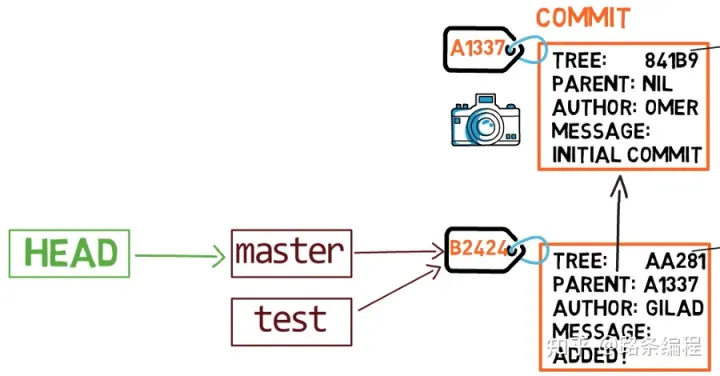 COMMIT
A1337
TREE: 841B9
PARENT: NIL
AUTHOR: OMER
MESSAGE:
INITIAL COMMIT
HEAD
master
test
B2424
TREE: AA281
PARENT: A1337
AUTHOR: GILAD
MESSAGE:
ADDED!
知乎 @路条编程